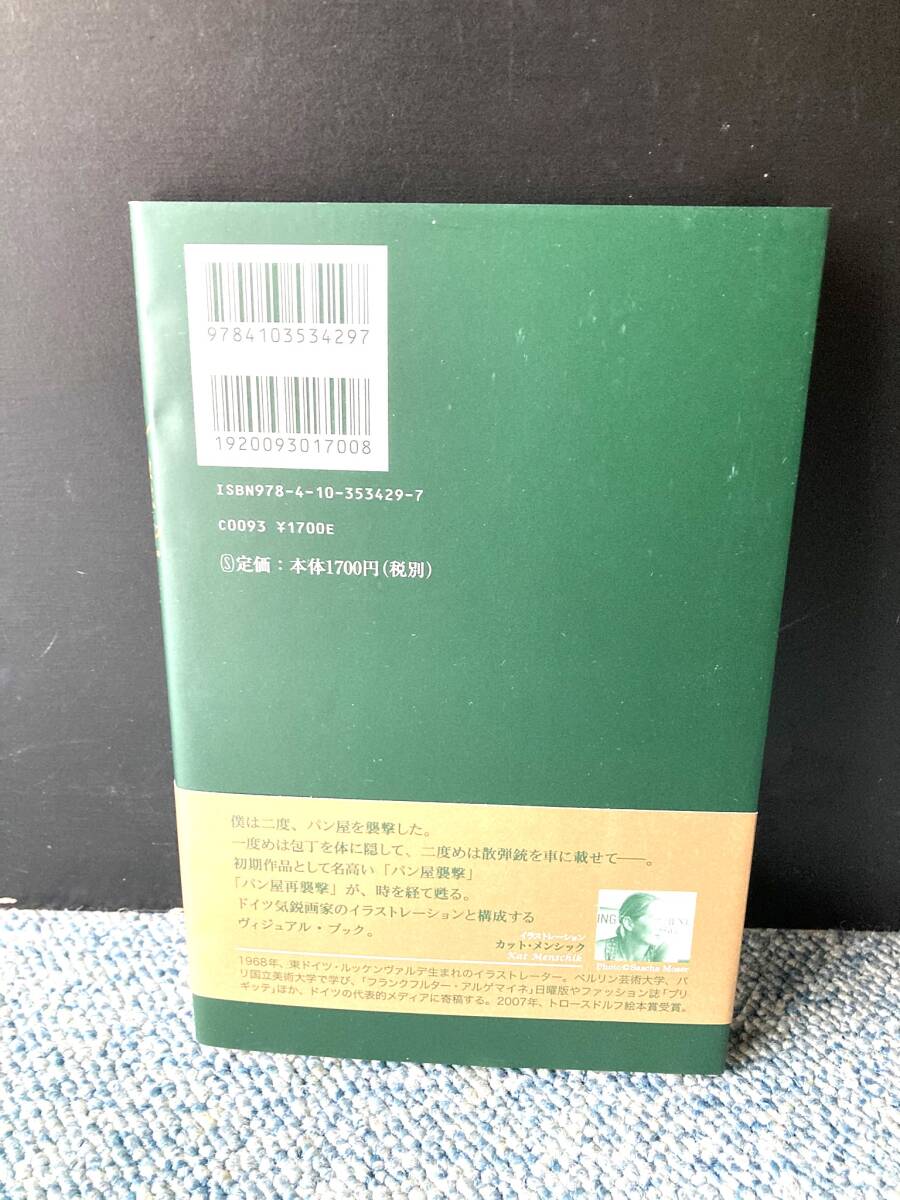 9784103534297
1920093017008
ISBN978-4-10-353429-7
C0093 ¥1700E
Ⓢ定価：本体1700円（税別）
僕は二度、パン屋を襲撃した。
一度めは包丁を体に隠して、二度めは散弾銃を車に載せて──。
初期作品として名高い「パン屋襲撃」
「パン屋再襲撃」が、時を経て甦る。
ドイツ気鋭画家のイラストレーションと構成する
ヴィジュアル・ブック。
イラストレーション
カット・メンシック
Kat Menschik
ING
Photo©Sascha Moser
1968年、東ドイツ・ルッケンヴァルデ生まれのイラストレーター。ベルリン芸術大学、パ
リ国立美術大学で学び、「フランクフルター・アルゲマイネ」日曜版やファッション誌「ブリ
ギッテ」ほか、ドイツの代表的メディアに寄稿する。2007年、トロースドルフ絵本賞受賞。